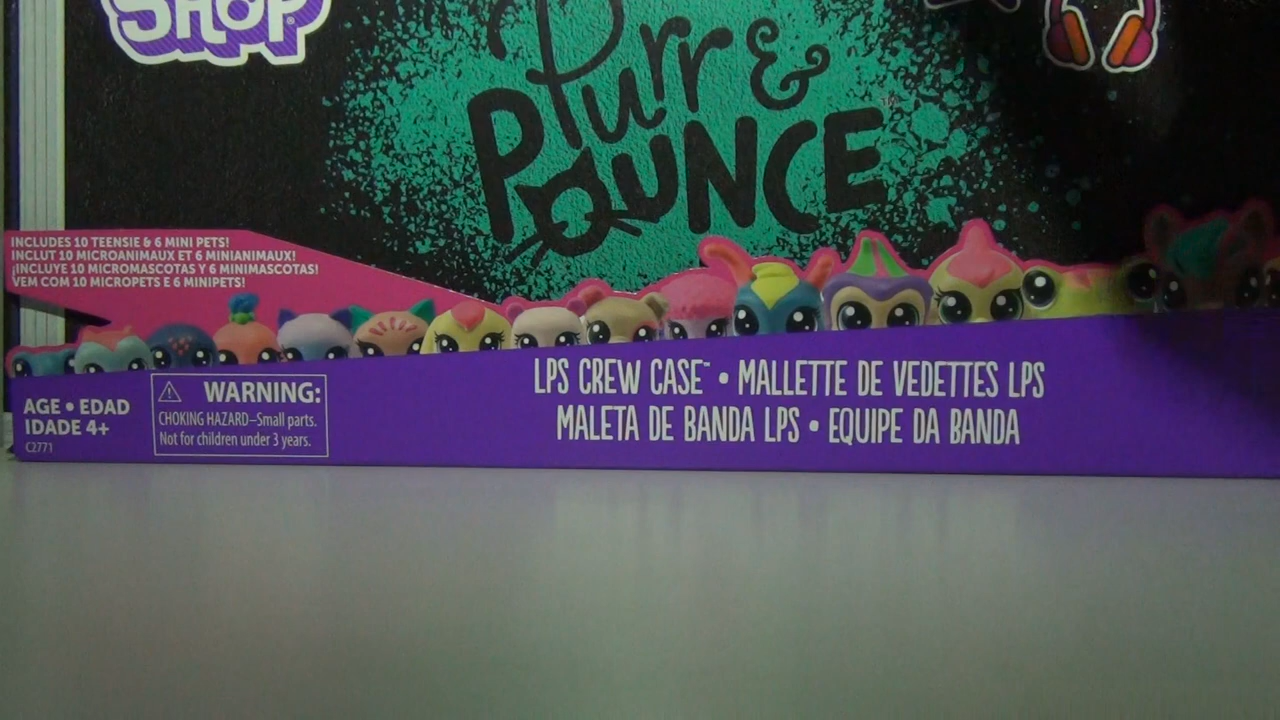 SHOP
Purr &
POUNCE™
INCLUDES 10 TEENSIE & 6 MINI PETS!
INCLUT 10 MICROANIMAUX ET 6 MINIANIMAUX!
¡INCLUYE 10 MICROMASCOTAS Y 6 MINIMASCOTAS!
VEM COM 10 MICROPETS E 6 MINIPETS!
AGE • EDAD
IDADE 4+
C2771
⚠ WARNING:
CHOKING HAZARD–Small parts.
Not for children under 3 years.
LPS CREW CASE™ • MALLETTE DE VEDETTES LPS
MALETA DE BANDA LPS • EQUIPE DA BANDA